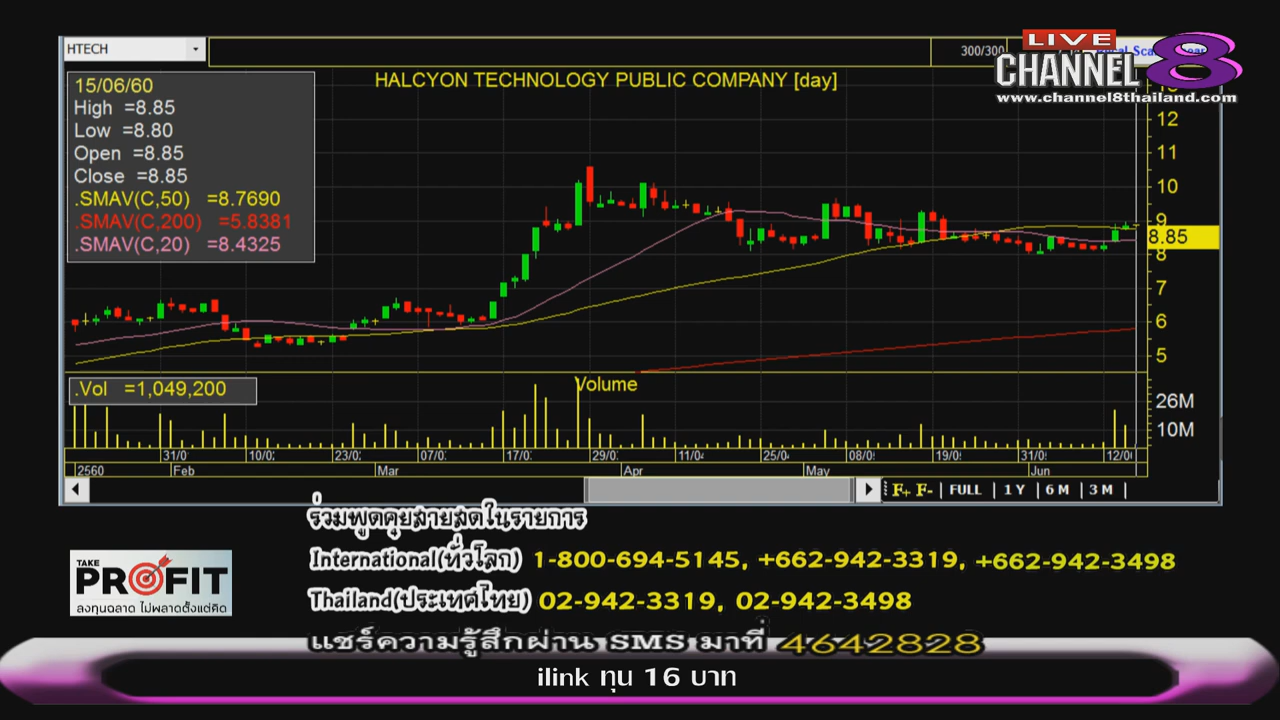 HTECH
300/300
LIVE
CHANNEL 8
www.channel8thailand.com
HALCYON TECHNOLOGY PUBLIC COMPANY [day]
15/06/60
High =8.85
Low =8.80
Open =8.85
Close =8.85
.SMAV(C,50) =8.7690
.SMAV(C,200) =5.8381
.SMAV(C,20) =8.4325
12
11
10
9
8.85
8
7
6
5
.Vol =1,049,200
Volume
26M
10M
31/0 10/0 23/0 07/0 17/0 29/0 11/0 25/0 08/0 19/0 31/0 12/0
2560 Feb Mar Apr May Jun
F+ F- | FULL | 1 Y | 6 M | 3 M |
ร่วมพูดคุยสายสดในรายการ
International(ทั่วโลก) 1-800-694-5145, +662-942-3319, +662-942-3498
Thailand(ประเทศไทย) 02-942-3319, 02-942-3498
TAKE
PROFIT
ลงทุนฉลาด ไม่พลาดตั้งแต่คิด
แชร์ความรู้สึกผ่าน SMS มาที่ 4642828
ilink ทุน 16 บาท